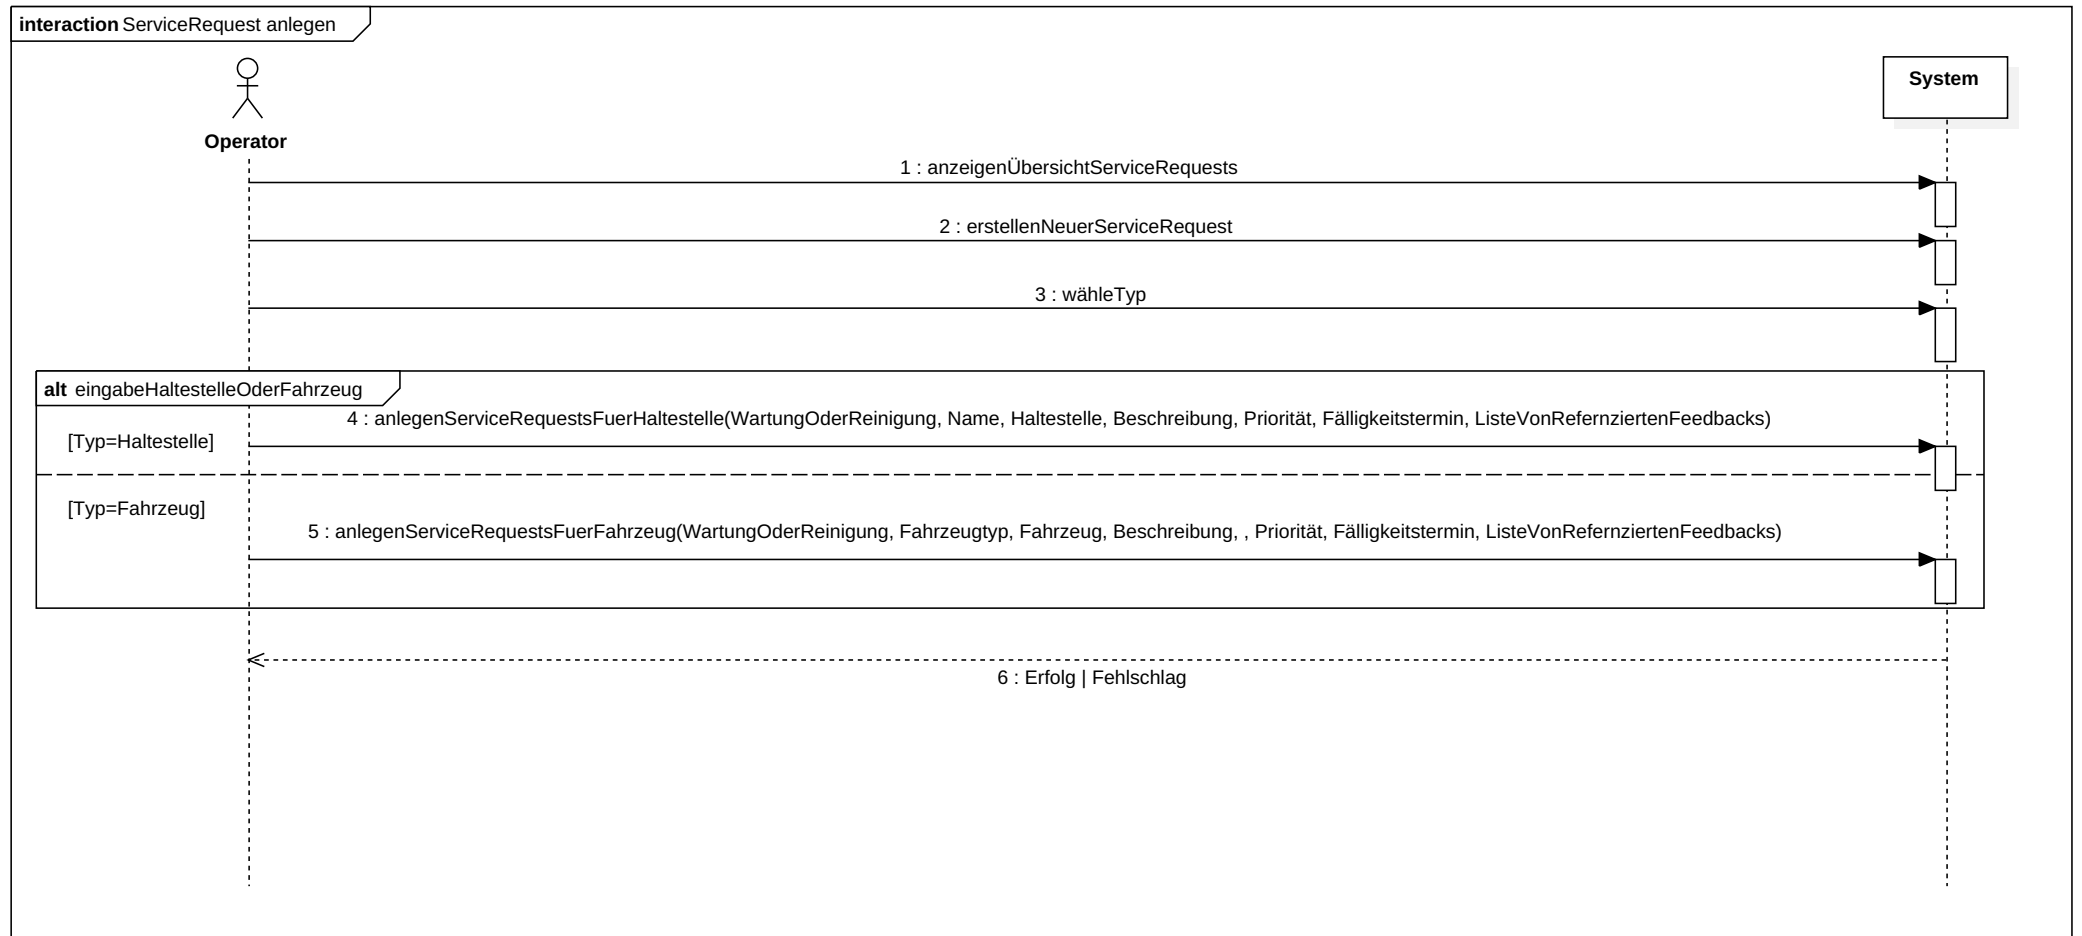 interaction ServiceRequest anlegen
System
Operator
1 : anzeigenÜbersichtServiceRequests
2 : erstellenNeuerServiceRequest
3 : wähleTyp
alt eingabeHaltestelleOderFahrzeug
4 : anlegenServiceRequestsFuerHaltestelle(WartungOderReinigung, Name, Haltestelle, Beschreibung, Priorität, Fälligkeitstermin, ListeVonRefernziertenFeedbacks)
[Typ=Haltestelle]
[Typ=Fahrzeug]
5 : anlegenServiceRequestsFuerFahrzeug(WartungOderReinigung, Fahrzeugtyp, Fahrzeug, Beschreibung, , Priorität, Fälligkeitstermin, ListeVonRefernziertenFeedbacks)
6 : Erfolg | Fehlschlag